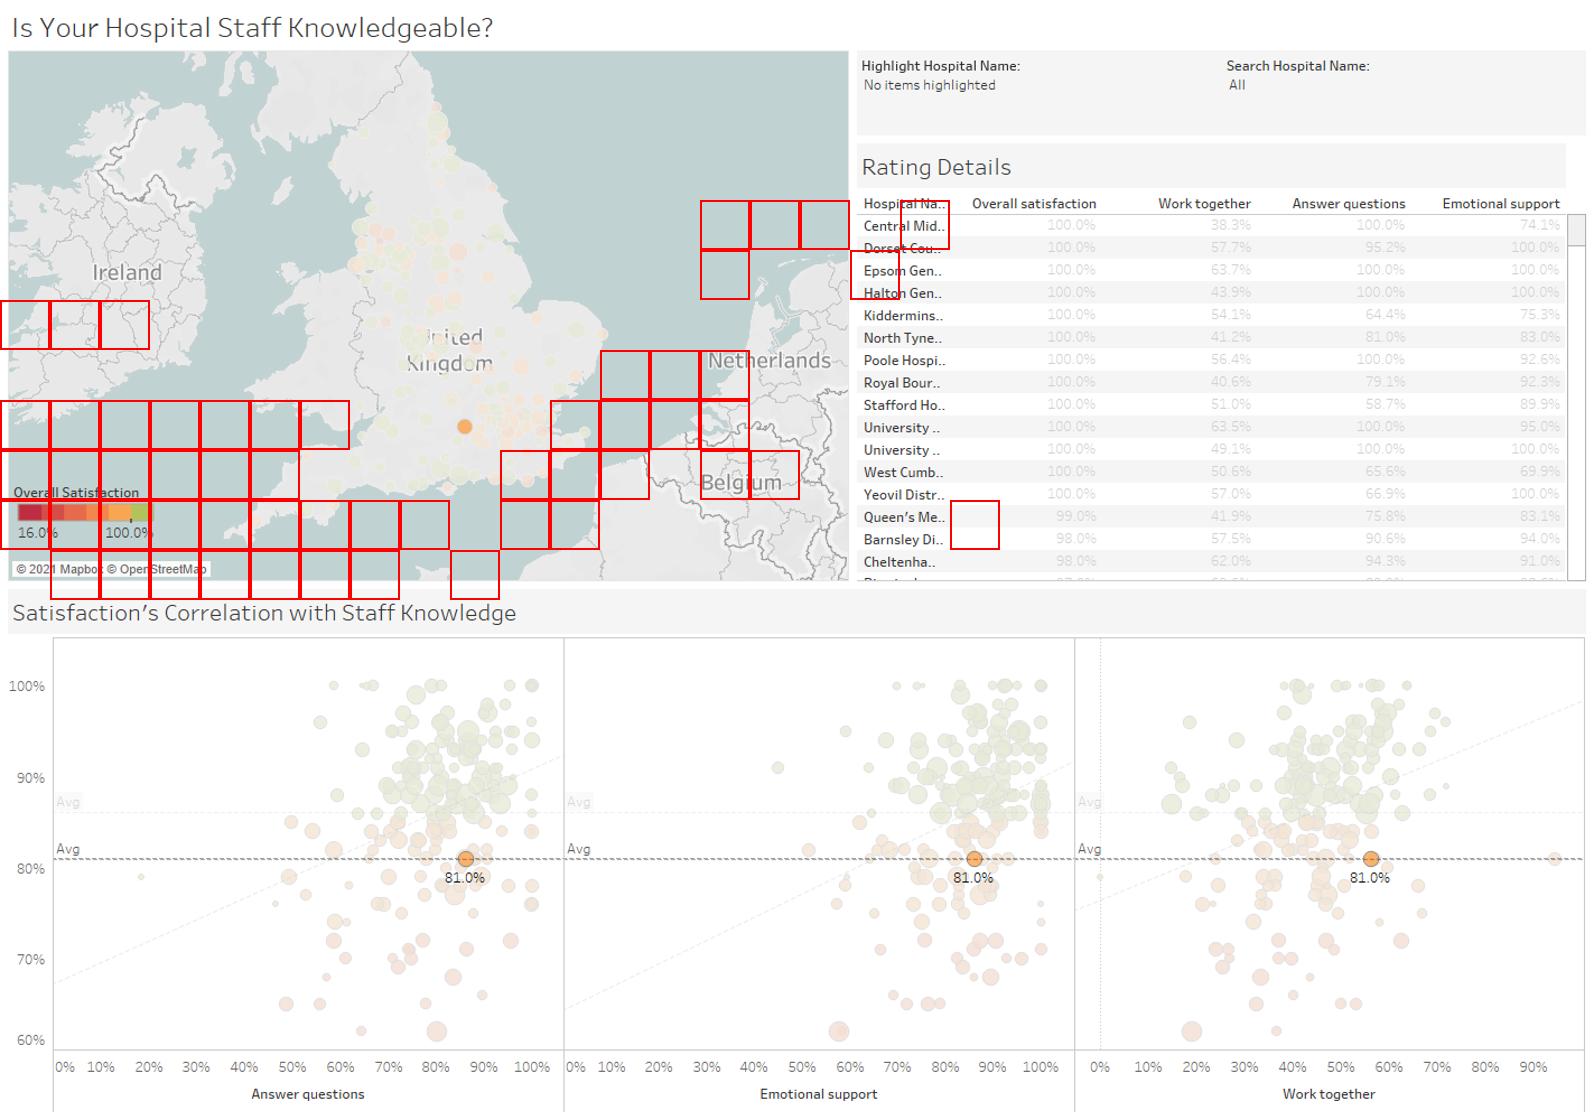 Is Your Hospital Staff Knowledgeable?
Highlight Hospital Name:
No items highlighted
Search Hospital Name:
All
Ireland
United
Kingdom
Netherlands
Belgium
Overall Satisfaction
16.0% 100.0%
© 2021 Mapbox © OpenStreetMap
Rating Details
Hospital Na.. Overall satisfaction Work together Answer questions Emotional support
Central Mid.. 100.0% 38.3% 100.0% 74.1%
Dorset Cou.. 100.0% 57.7% 95.2% 100.0%
Epsom Gen.. 100.0% 63.7% 100.0% 100.0%
Halton Gen.. 100.0% 43.9% 100.0% 100.0%
Kiddermins.. 100.0% 54.1% 64.4% 75.3%
North Tyne.. 100.0% 41.2% 81.0% 83.0%
Poole Hospi.. 100.0% 56.4% 100.0% 92.6%
Royal Bour.. 100.0% 40.6% 79.1% 92.3%
Stafford Ho.. 100.0% 51.0% 58.7% 89.9%
University .. 100.0% 63.5% 100.0% 95.0%
University .. 100.0% 49.1% 100.0% 100.0%
West Cumb.. 100.0% 50.6% 65.6% 69.9%
Yeovil Distr.. 100.0% 57.0% 66.9% 100.0%
Queen's Me.. 99.0% 41.9% 75.8% 83.1%
Barnsley Di.. 98.0% 57.5% 90.6% 94.0%
Cheltenha.. 98.0% 62.0% 94.3% 91.0%
Satisfaction's Correlation with Staff Knowledge
100%
90%
Avg Avg Avg
Avg Avg Avg
80%
81.0% 81.0% 81.0%
70%
60%
0% 10% 20% 30% 40% 50% 60% 70% 80% 90% 100% 0% 10% 20% 30% 40% 50% 60% 70% 80% 90% 100% 0% 10% 20% 30% 40% 50% 60% 70% 80% 90%
Answer questions Emotional support Work together